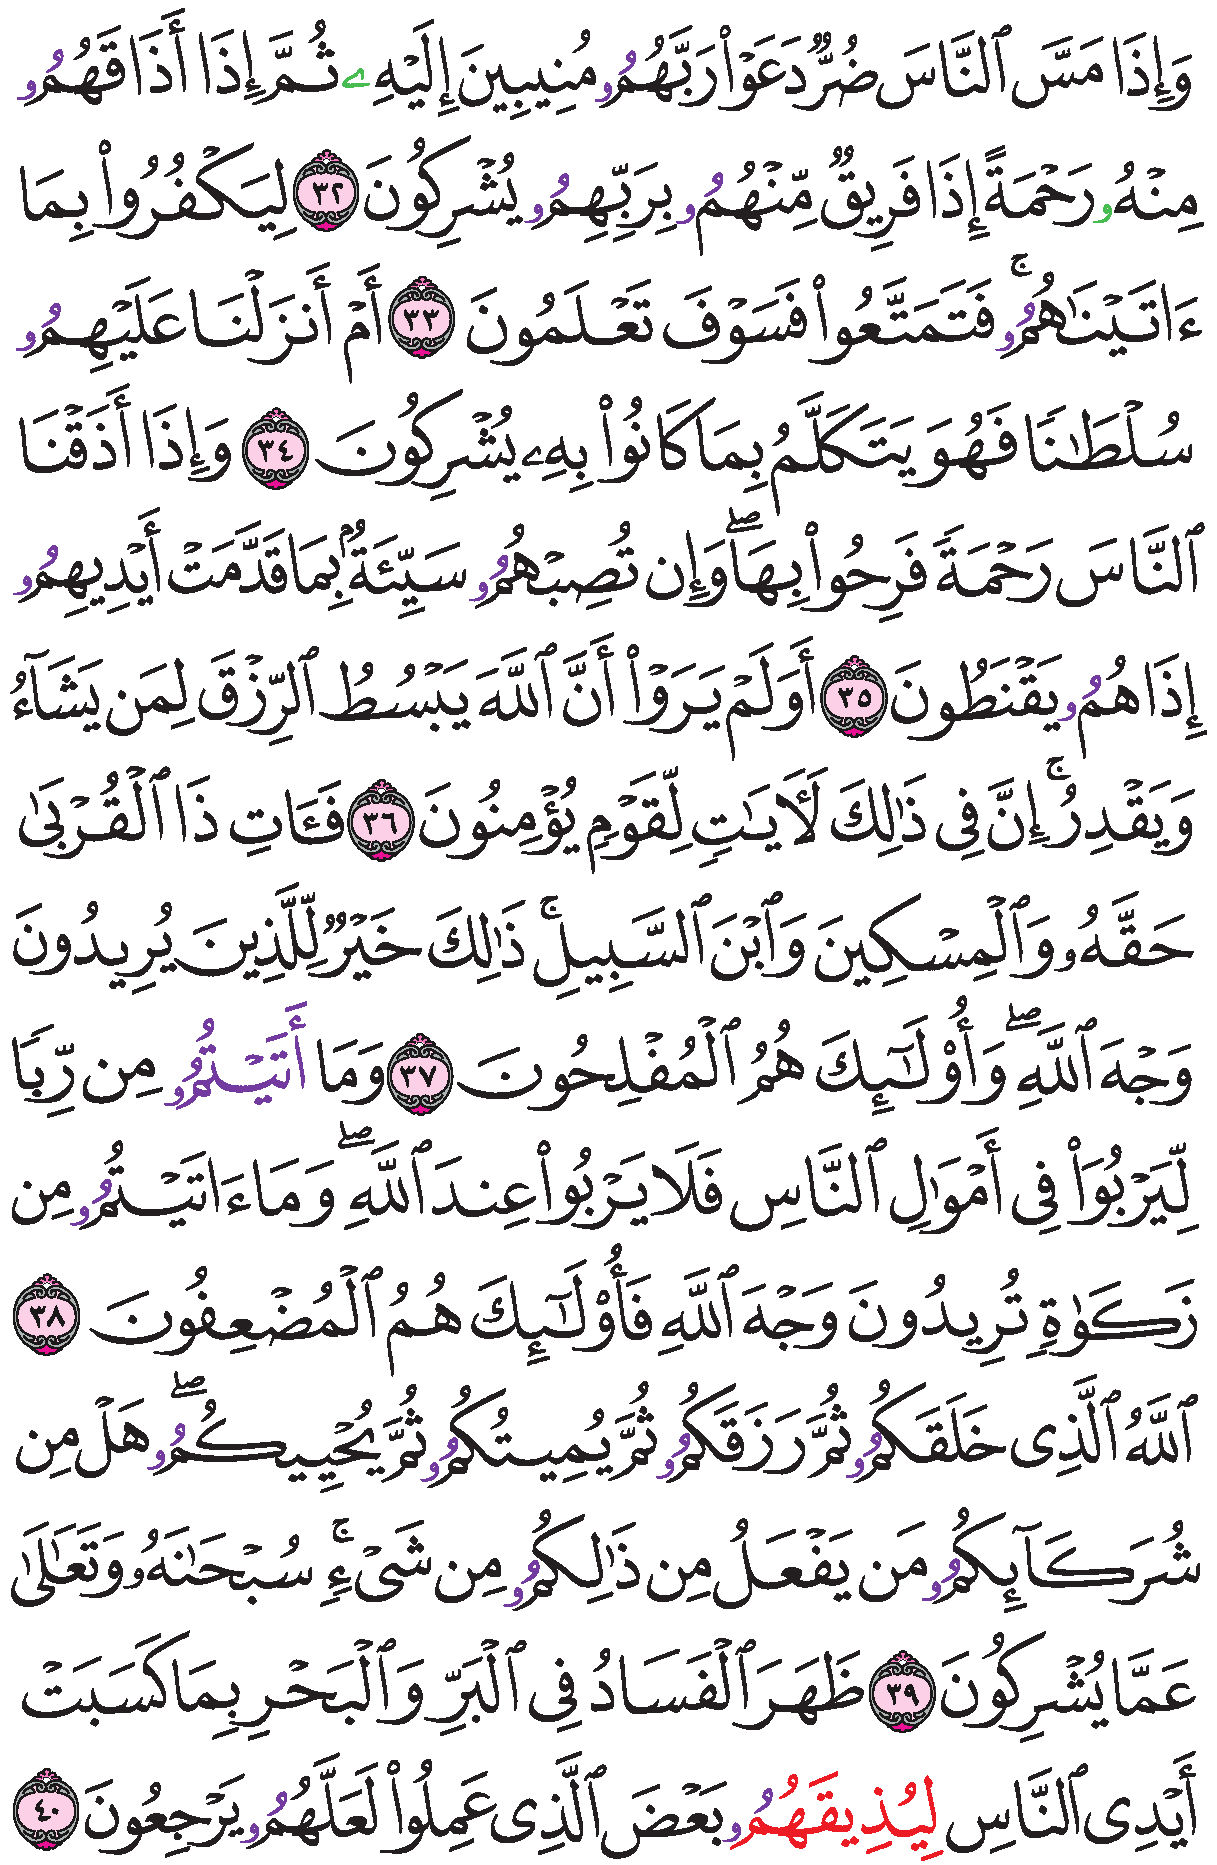 وَإِذَا مَسَّ ٱلنَّاسَ ضُرٌّ دَعَوْاْ رَبَّهُمُۥ مُنِيبِينَ إِلَيْهِۦ ثُمَّ إِذَا أَذَاقَهُمُۥ
مِنْهُۥ رَحْمَةً إِذَا فَرِيقٌ مِّنْهُمُۥ بِرَبِّهِمُۥ يُشْرِكُونَ ٣٢ لِيَكْفُرُواْ بِمَا
ءَاتَيْنَٰهُمُۥۚ فَتَمَتَّعُواْ فَسَوْفَ تَعْلَمُونَ ٣٣ أَمْ أَنزَلْنَا عَلَيْهِمُۥ
سُلْطَٰنًا فَهُوَ يَتَكَلَّمُ بِمَا كَانُواْ بِهِۦ يُشْرِكُونَ ٣٤ وَإِذَا أَذَقْنَا
ٱلنَّاسَ رَحْمَةً فَرِحُواْ بِهَاۖ وَإِن تُصِبْهُمُۥ سَيِّئَةُۢ بِمَا قَدَّمَتْ أَيْدِيهِمُۥ
إِذَا هُمُۥ يَقْنَطُونَ ٣٥ أَوَلَمْ يَرَوْاْ أَنَّ ٱللَّهَ يَبْسُطُ ٱلرِّزْقَ لِمَن يَشَآءُ
وَيَقْدِرُۚ إِنَّ فِى ذَٰلِكَ لَأٓيَٰتٍ لِّقَوْمٍ يُؤْمِنُونَ ٣٦ فَـَٔاتِ ذَا ٱلْقُرْبَىٰ
حَقَّهُۥ وَٱلْمِسْكِينَ وَٱبْنَ ٱلسَّبِيلِۚ ذَٰلِكَ خَيْرٌ لِّلَّذِينَ يُرِيدُونَ
وَجْهَ ٱللَّهِۖ وَأُوْلَـٰٓئِكَ هُمُ ٱلْمُفْلِحُونَ ٣٧ وَمَا أَتَيْتُمُۥ مِن رِّبًا
لِّيَرْبُوَاْ فِى أَمْوَٰلِ ٱلنَّاسِ فَلَا يَرْبُواْ عِندَ ٱللَّهِۖ وَمَا ءَاتَيْتُمُۥ مِن
زَكَوٰةٍ تُرِيدُونَ وَجْهَ ٱللَّهِ فَأُوْلَـٰٓئِكَ هُمُ ٱلْمُضْعِفُونَ ٣٨
ٱللَّهُ ٱلَّذِى خَلَقَكُمُۥ ثُمَّ رَزَقَكُمُۥ ثُمَّ يُمِيتُكُمُۥ ثُمَّ يُحْيِيكُمُۥۖ هَلْ مِن
شُرَكَآئِكُمُۥ مَن يَفْعَلُ مِن ذَٰلِكُمُۥ مِن شَىْءٍۚ سُبْحَٰنَهُۥ وَتَعَٰلَىٰ
عَمَّا يُشْرِكُونَ ٣٩ ظَهَرَ ٱلْفَسَادُ فِى ٱلْبَرِّ وَٱلْبَحْرِ بِمَا كَسَبَتْ
أَيْدِى ٱلنَّاسِ لِيُذِيقَهُمُۥ بَعْضَ ٱلَّذِى عَمِلُواْ لَعَلَّهُمُۥ يَرْجِعُونَ ٤٠